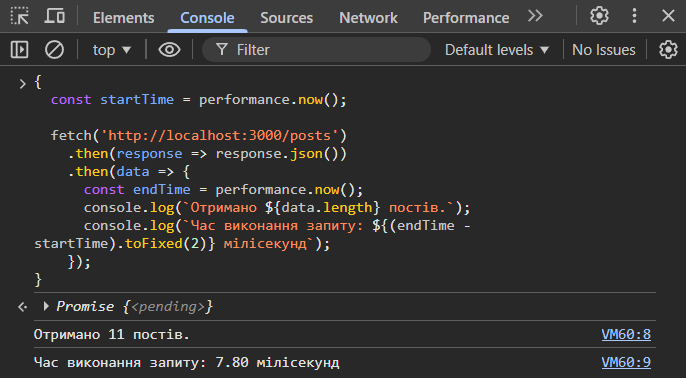 Elements Console Sources Network Performance
top ▼ Filter Default levels ▼ No Issues
> {
const startTime = performance.now();
fetch('http://localhost:3000/posts')
.then(response => response.json())
.then(data => {
const endTime = performance.now();
console.log(`Отримано ${data.length} постів.`);
console.log(`Час виконання запиту: ${(endTime -
startTime).toFixed(2)} мілісекунд`);
});
}
Promise {<pending>}
Отримано 11 постів. VM60:8
Час виконання запиту: 7.80 мілісекунд VM60:9